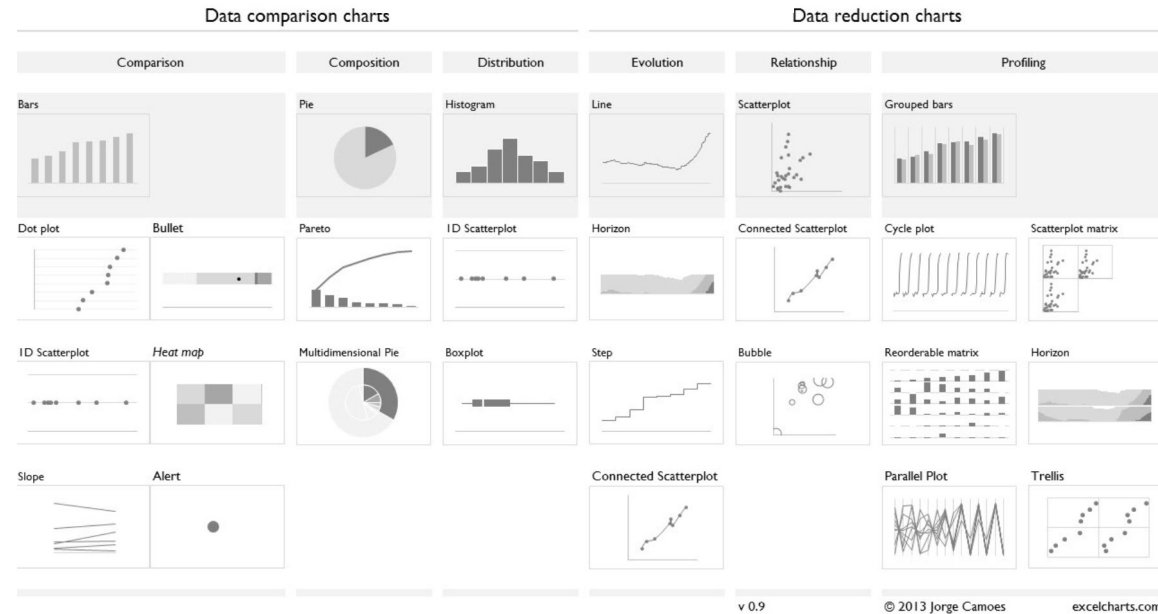 Data comparison charts Data reduction charts
Comparison Composition Distribution Evolution Relationship Profiling
Bars Pie Histogram Line Scatterplot Grouped bars
Dot plot Bullet Pareto 1D Scatterplot Horizon Connected Scatterplot Cycle plot Scatterplot matrix
1D Scatterplot Heat map Multidimensional Pie Boxplot Step Bubble Reorderable matrix Horizon
Slope Alert Connected Scatterplot Parallel Plot Trellis
v 0.9 © 2013 Jorge Camoes excelcharts.com